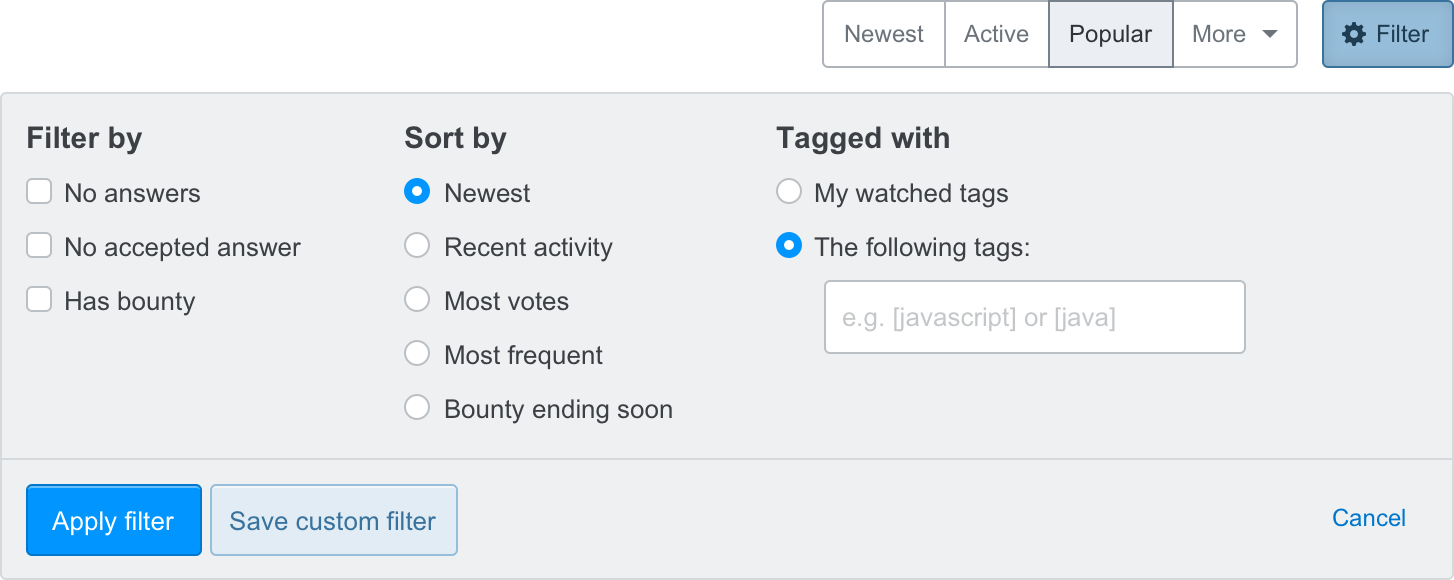 Newest Active Popular More Filter
Filter by
No answers
No accepted answer
Has bounty
Sort by
Newest
Recent activity
Most votes
Most frequent
Bounty ending soon
Tagged with
My watched tags
The following tags:
e.g. [javascript] or [java]
Apply filter Save custom filter Cancel